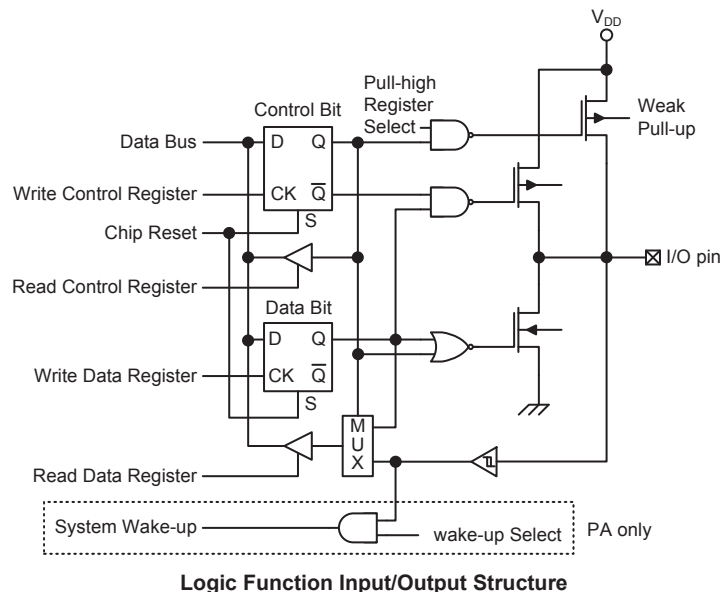 VDD
Pull-high
Register
Select
Weak
Pull-up
Control Bit
Data Bus
D Q
Write Control Register
CK Q̅
Chip Reset
S
I/O pin
Read Control Register
Data Bit
D Q
Write Data Register
CK Q̅
S
M
U
X
Read Data Register
System Wake-up
wake-up Select
PA only
Logic Function Input/Output Structure